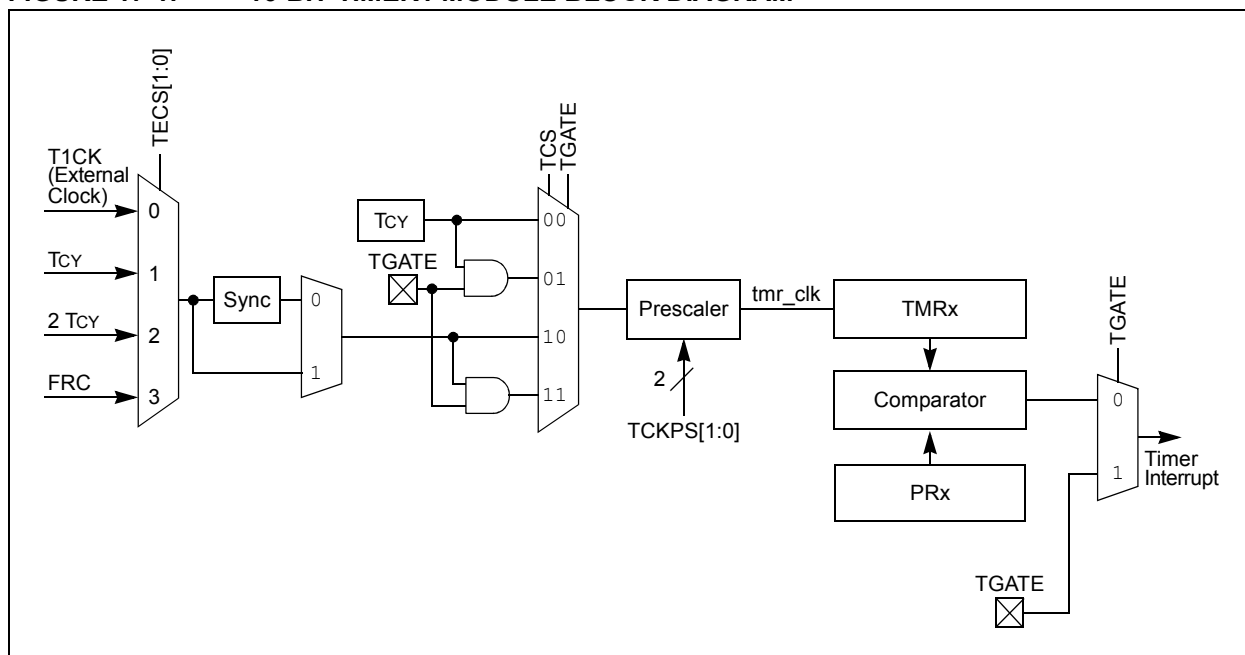 TECS[1:0]
T1CK
(External
Clock)
0
TCY
1
2 TCY
2
FRC
3
Sync
0
1
TCY
TGATE
TCS
TGATE
00
01
10
11
Prescaler
2
TCKPS[1:0]
tmr_clk
TMRx
Comparator
PRx
TGATE
0
1
Timer
Interrupt
TGATE